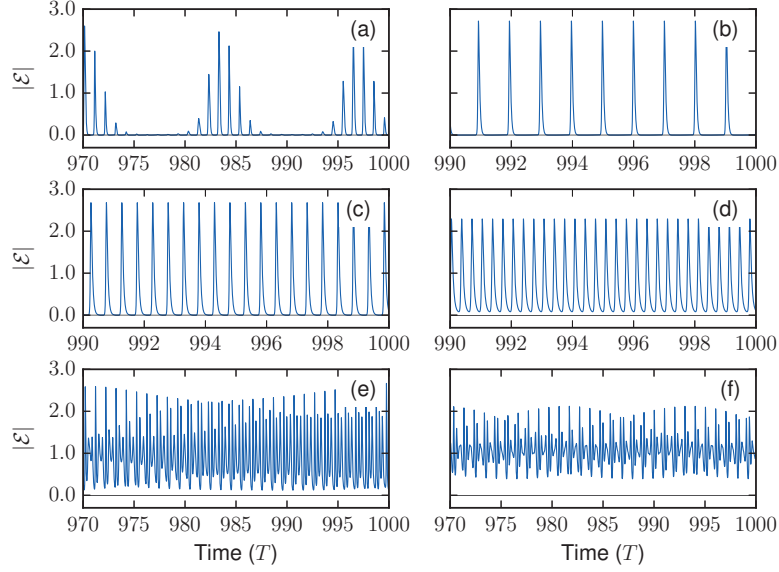 3.0 (a) (b)
2.0
1.0
0.0
|ℰ|
970 975 980 985 990 995 1000 990 992 994 996 998 1000
3.0 (c) (d)
2.0
1.0
0.0
|ℰ|
990 992 994 996 998 1000 990 992 994 996 998 1000
3.0 (e) (f)
2.0
1.0
0.0
|ℰ|
970 975 980 985 990 995 1000 970 975 980 985 990 995 1000
Time (T) Time (T)